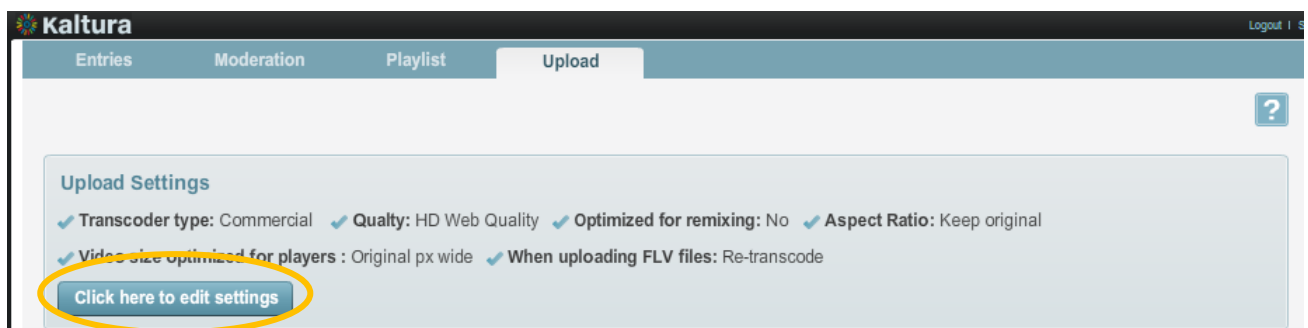 Kaltura
Logout | S
Entries Moderation Playlist Upload
?
Upload Settings
Transcoder type: Commercial Qualty: HD Web Quality Optimized for remixing: No Aspect Ratio: Keep original
Video size optimized for players : Original px wide When uploading FLV files: Re-transcode
Click here to edit settings